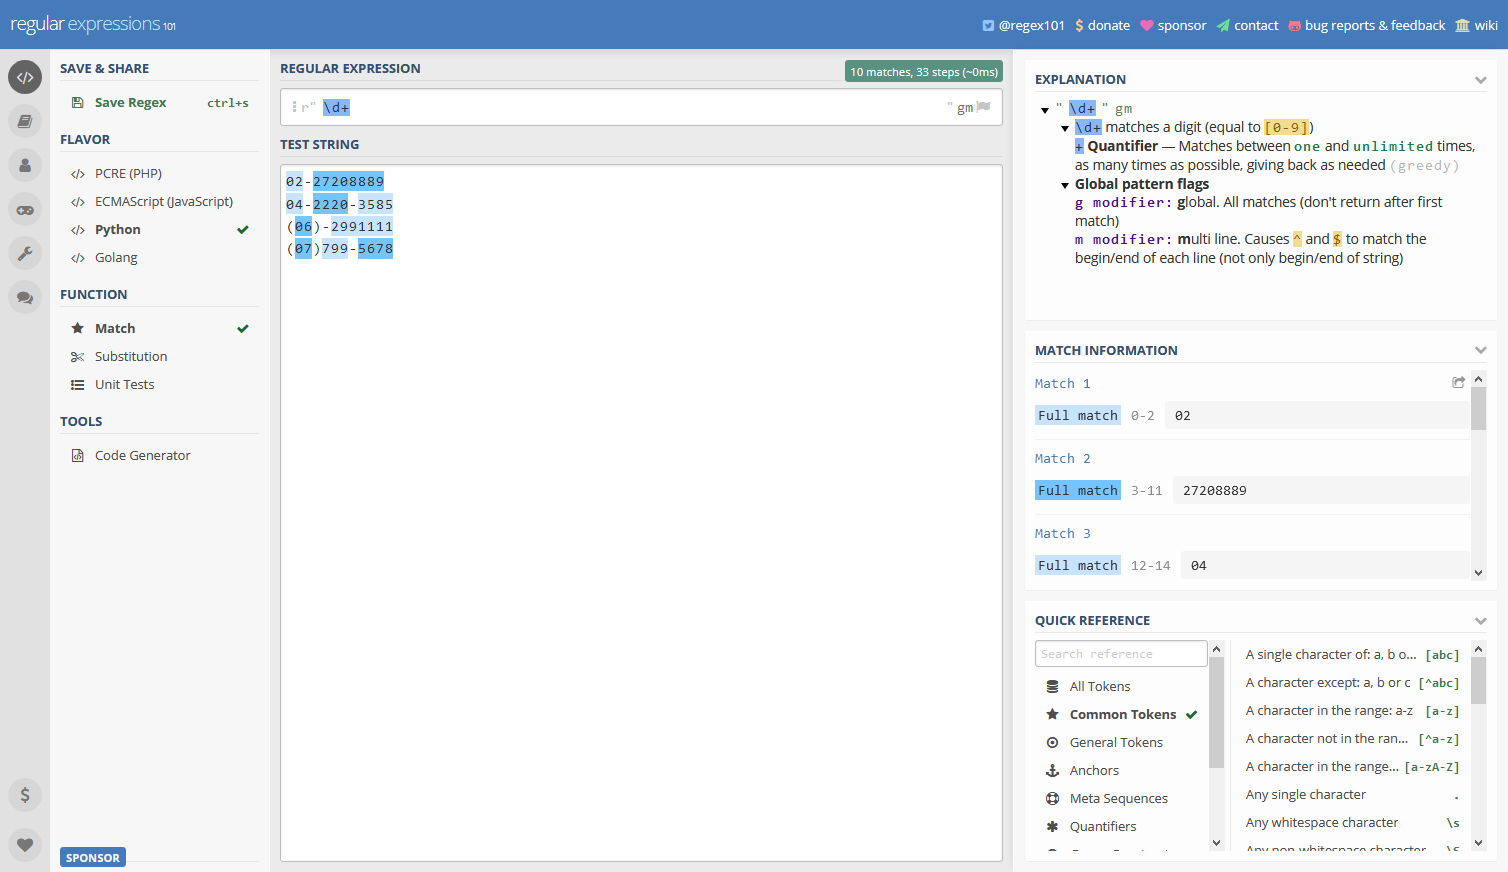 regular expressions 101
@regex101 $ donate sponsor contact bug reports & feedback wiki
SAVE & SHARE
Save Regex ctrl+s
FLAVOR
</> PCRE (PHP)
</> ECMAScript (JavaScript)
</> Python
</> Golang
FUNCTION
Match
Substitution
Unit Tests
TOOLS
Code Generator
SPONSOR
REGULAR EXPRESSION
10 matches, 33 steps (~0ms)
r" \d+ " gm
TEST STRING
02-27208889
04-2220-3585
(06)-2991111
(07)799-5678
EXPLANATION
" \d+ " gm
\d+ matches a digit (equal to [0-9])
+ Quantifier — Matches between one and unlimited times,
as many times as possible, giving back as needed (greedy)
Global pattern flags
g modifier: global. All matches (don't return after first
match)
m modifier: multi line. Causes ^ and $ to match the
begin/end of each line (not only begin/end of string)
MATCH INFORMATION
Match 1
Full match 0-2 02
Match 2
Full match 3-11 27208889
Match 3
Full match 12-14 04
QUICK REFERENCE
Search reference
All Tokens
Common Tokens
General Tokens
Anchors
Meta Sequences
Quantifiers
A single character of: a, b o... [abc]
A character except: a, b or c [^abc]
A character in the range: a-z [a-z]
A character not in the ran... [^a-z]
A character in the range... [a-zA-Z]
Any single character .
Any whitespace character \s
Any non-whitespace character \S